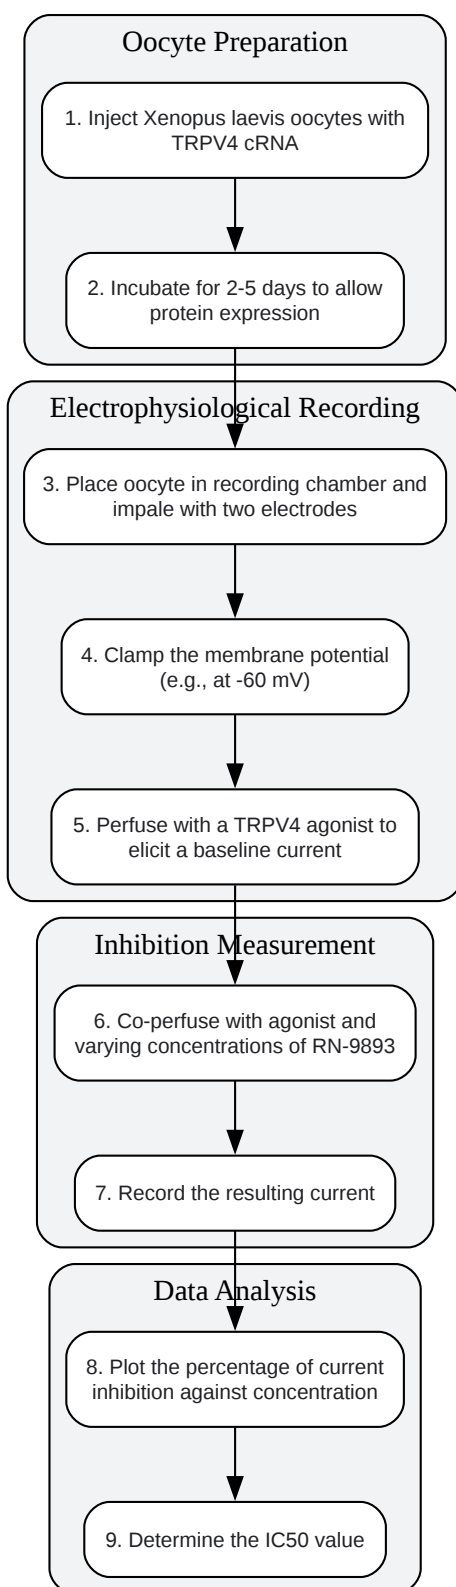 Oocyte Preparation
1. Inject Xenopus laevis oocytes with
TRPV4 cRNA
2. Incubate for 2-5 days to allow
protein expression
Electrophysiological Recording
3. Place oocyte in recording chamber and
impale with two electrodes
4. Clamp the membrane potential
(e.g., at -60 mV)
5. Perfuse with a TRPV4 agonist to
elicit a baseline current
Inhibition Measurement
6. Co-perfuse with agonist and
varying concentrations of RN-9893
7. Record the resulting current
Data Analysis
8. Plot the percentage of current
inhibition against concentration
9. Determine the IC50 value